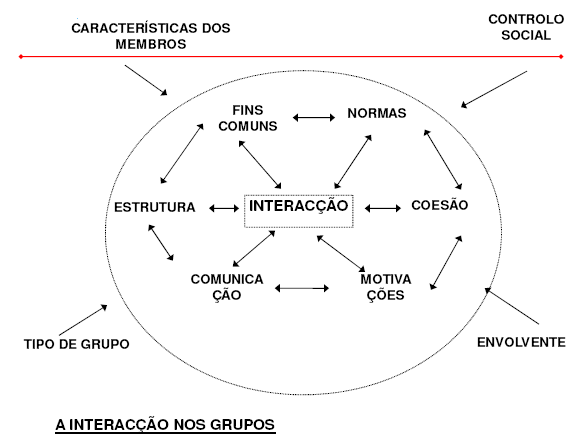 CARACTERÍSTICAS DOS
MEMBROS
CONTROLO
SOCIAL
FINS
COMUNS
NORMAS
ESTRUTURA
INTERACÇÃO
COESÃO
COMUNICA
ÇÃO
MOTIVA
ÇÕES
TIPO DE GRUPO
ENVOLVENTE
A INTERACÇÃO NOS GRUPOS